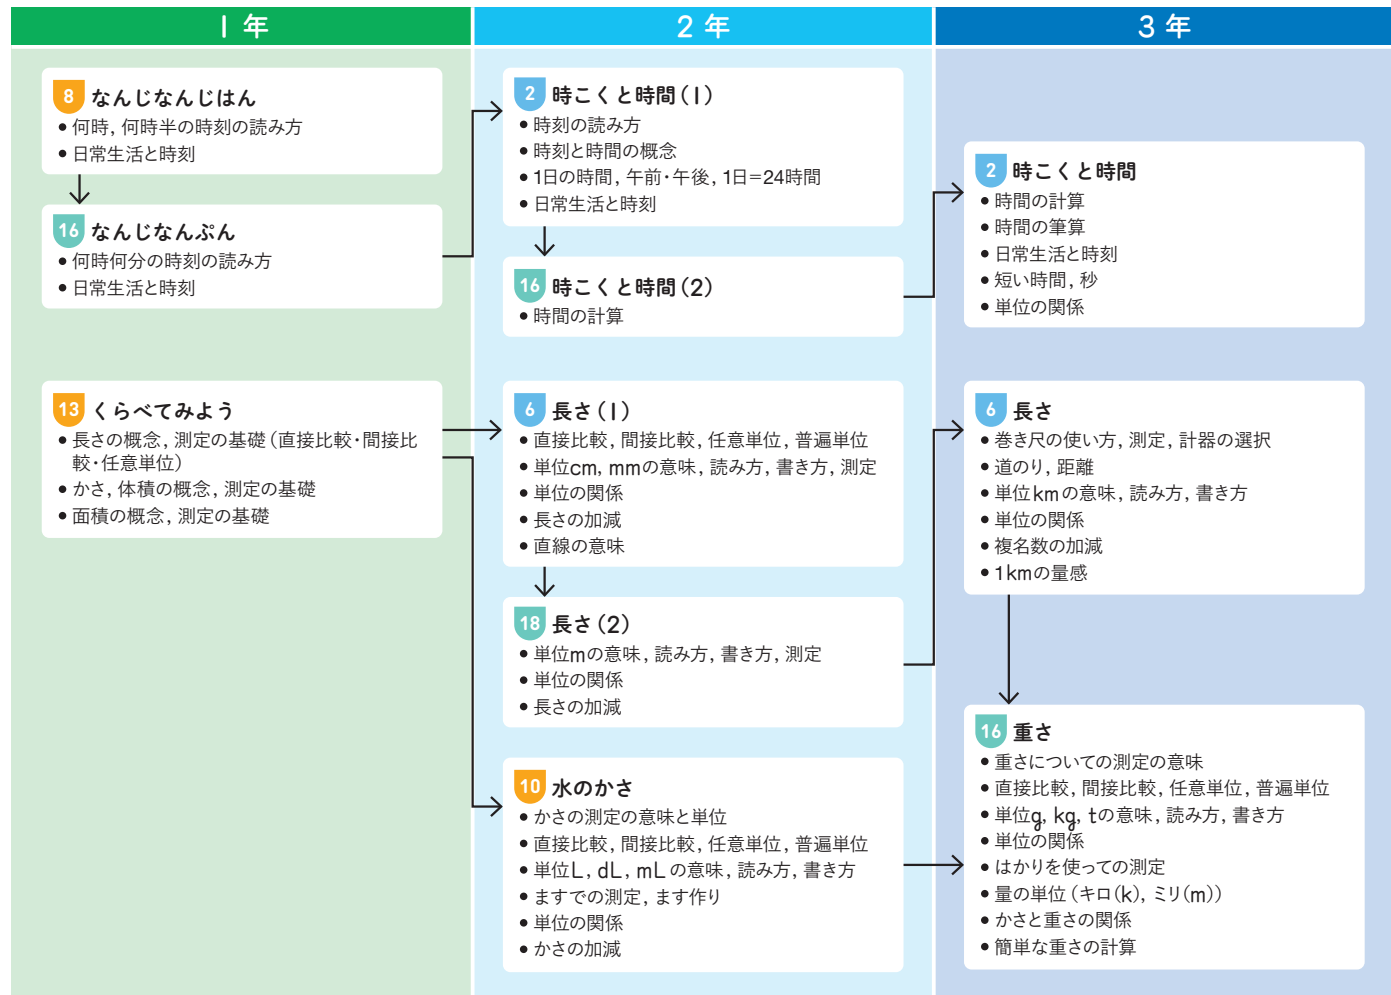 1 年
8 なんじなんじはん
• 何時, 何時半の時刻の読み方
• 日常生活と時刻
16 なんじなんぷん
• 何時何分の時刻の読み方
• 日常生活と時刻
13 くらべてみよう
• 長さの概念, 測定の基礎（直接比較・間接比
較・任意単位）
• かさ, 体積の概念, 測定の基礎
• 面積の概念, 測定の基礎
2 年
2 時こくと時間（1）
• 時刻の読み方
• 時刻と時間の概念
• 1日の時間, 午前・午後, 1日＝24時間
• 日常生活と時刻
16 時こくと時間（2）
• 時間の計算
6 長さ（1）
• 直接比較, 間接比較, 任意単位, 普遍単位
• 単位cm, mmの意味, 読み方, 書き方, 測定
• 単位の関係
• 長さの加減
• 直線の意味
18 長さ（2）
• 単位mの意味, 読み方, 書き方, 測定
• 単位の関係
• 長さの加減
10 水のかさ
• かさの測定の意味と単位
• 直接比較, 間接比較, 任意単位, 普遍単位
• 単位L, dL, mLの意味, 読み方, 書き方
• ますでの測定, ます作り
• 単位の関係
• かさの加減
3 年
2 時こくと時間
• 時間の計算
• 時間の筆算
• 日常生活と時刻
• 短い時間, 秒
• 単位の関係
6 長さ
• 巻き尺の使い方, 測定, 計器の選択
• 道のり, 距離
• 単位kmの意味, 読み方, 書き方
• 単位の関係
• 複名数の加減
• 1kmの量感
16 重さ
• 重さについての測定の意味
• 直接比較, 間接比較, 任意単位, 普遍単位
• 単位g, kg, tの意味, 読み方, 書き方
• 単位の関係
• はかりを使っての測定
• 量の単位（キロ(k), ミリ(m)）
• かさと重さの関係
• 簡単な重さの計算